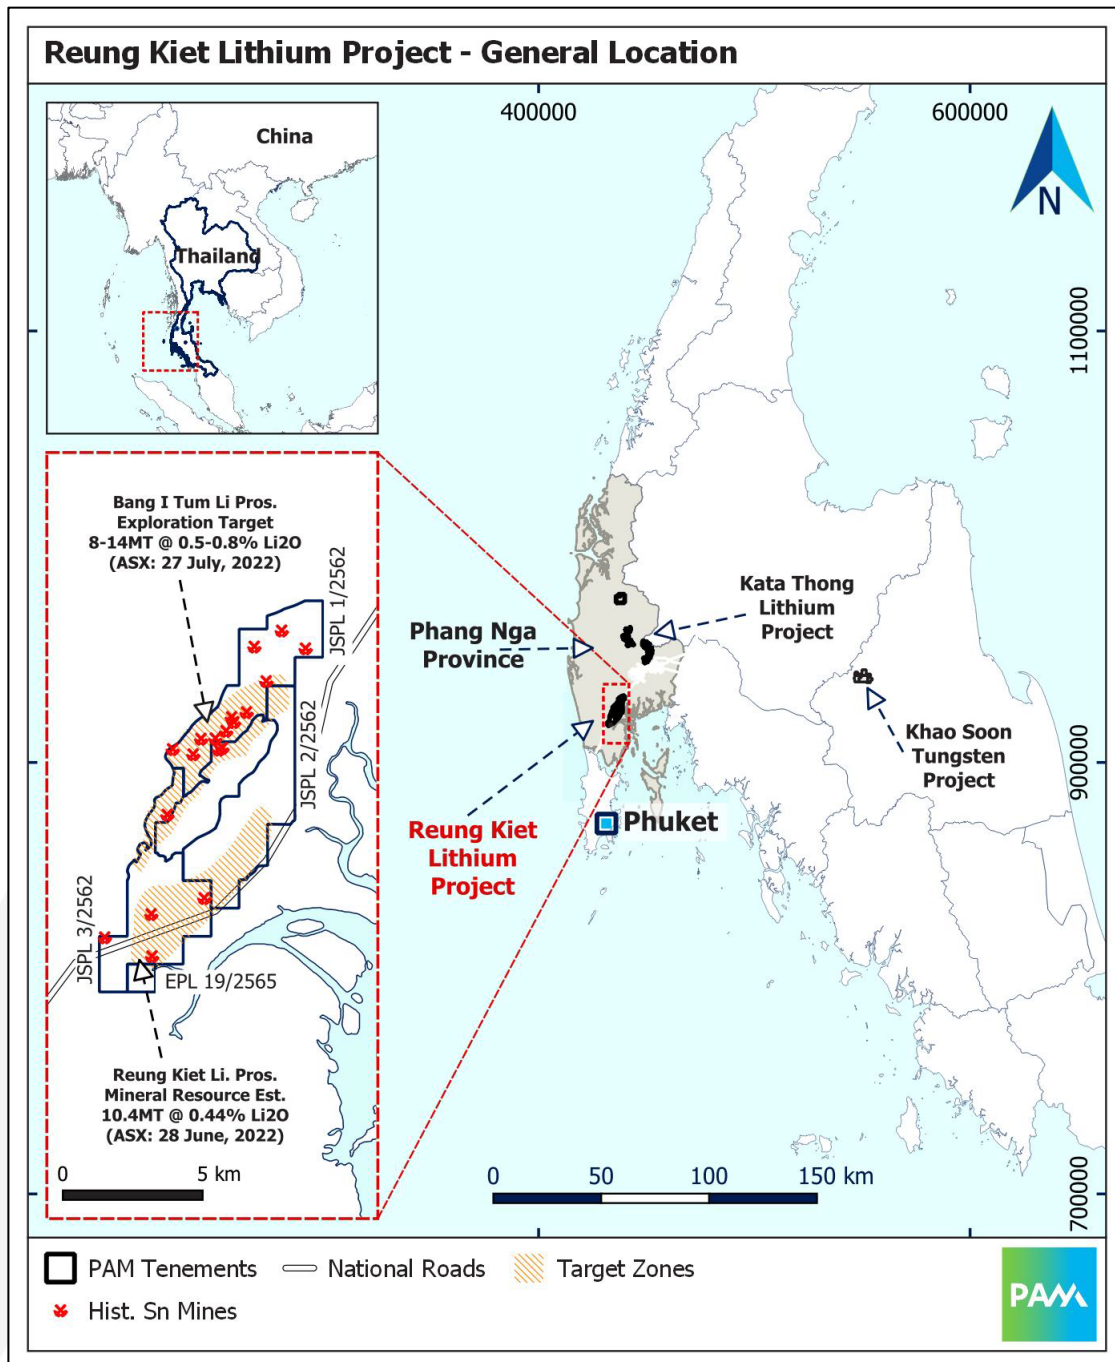 Reung Kiet Lithium Project - General Location
400000
600000
China
Thailand
N
1100000
900000
700000
Bang I Tum Li Pros.
Exploration Target
8-14MT @ 0.5-0.8% Li2O
(ASX: 27 July, 2022)
JSPL 1/2562
JSPL 2/2562
JSPL 3/2562
EPL 19/2565
Reung Kiet Li. Pros.
Mineral Resource Est.
10.4MT @ 0.44% Li2O
(ASX: 28 June, 2022)
0 5 km
Phang Nga
Province
Kata Thong
Lithium
Project
Khao Soon
Tungsten
Project
Reung Kiet
Lithium
Project
Phuket
0 50 100 150 km
PAM Tenements
National Roads
Target Zones
Hist. Sn Mines
PAM